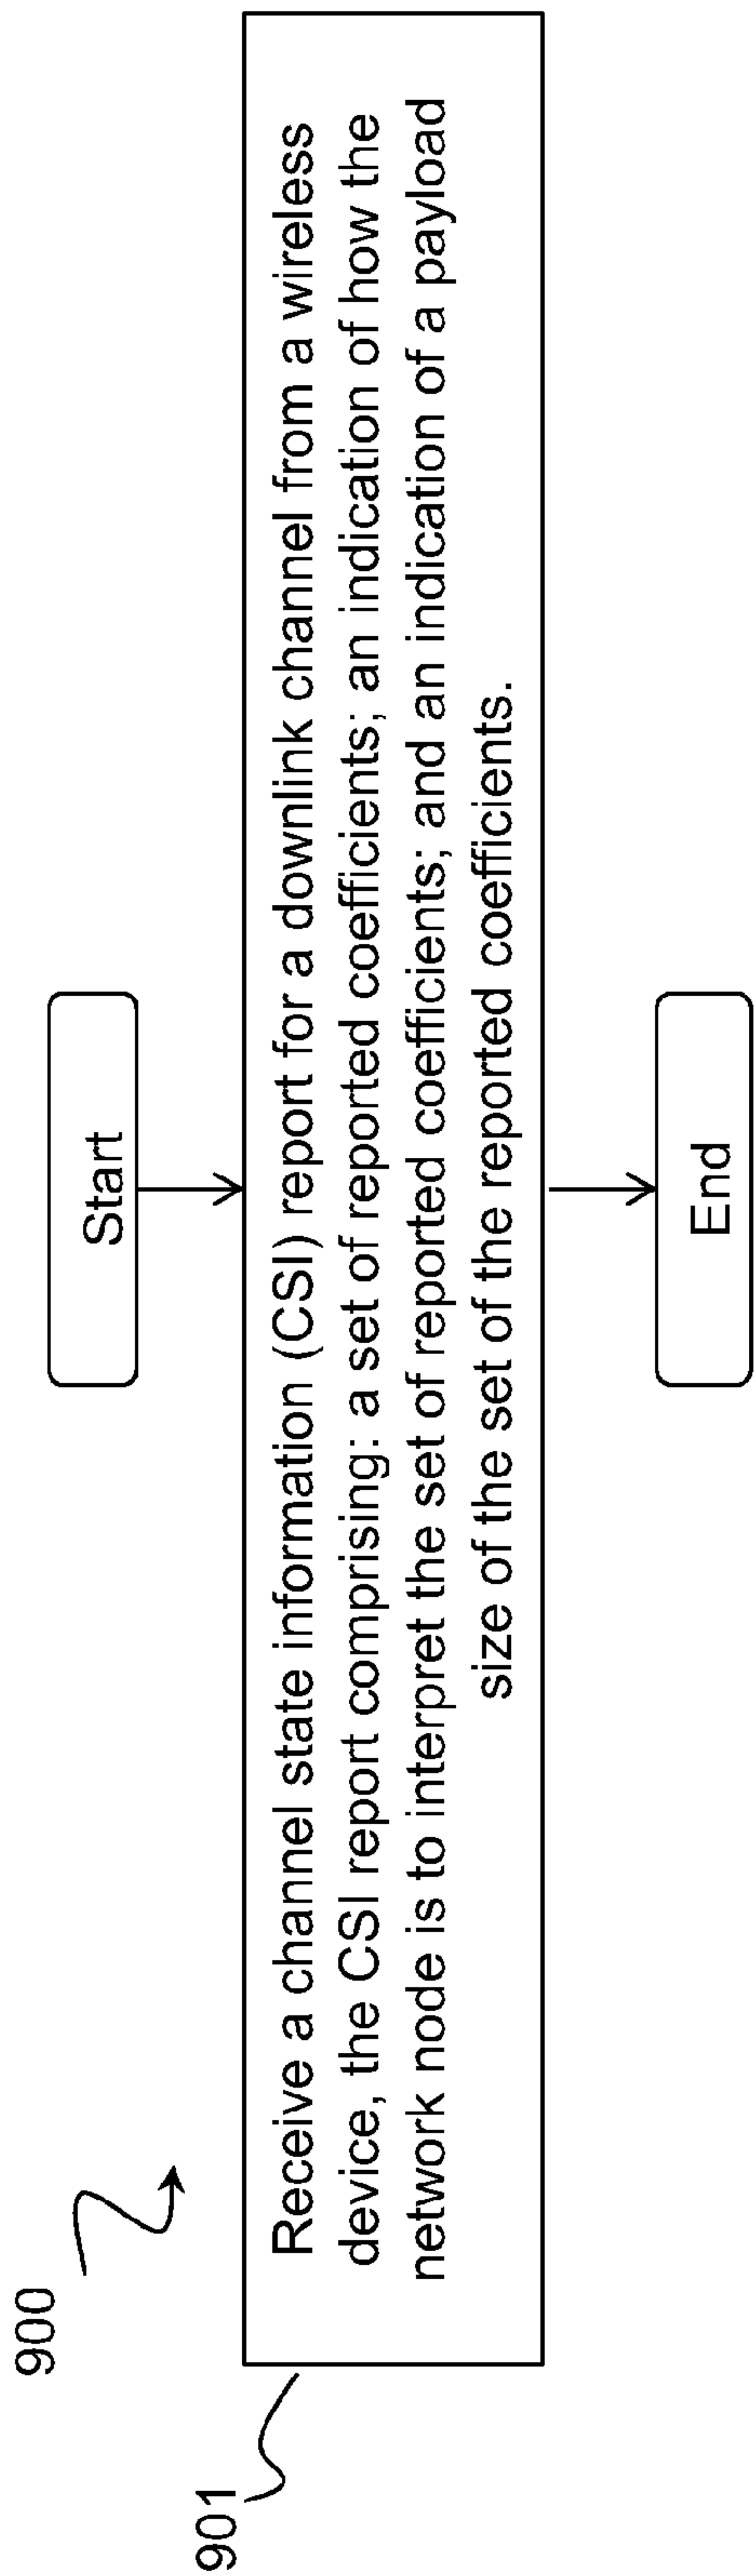 900
Start
901
Receive a channel state information (CSI) report for a downlink channel from a wireless
device, the CSI report comprising: a set of reported coefficients; an indication of how the
network node is to interpret the set of reported coefficients; and an indication of a payload
size of the set of the reported coefficients.
End